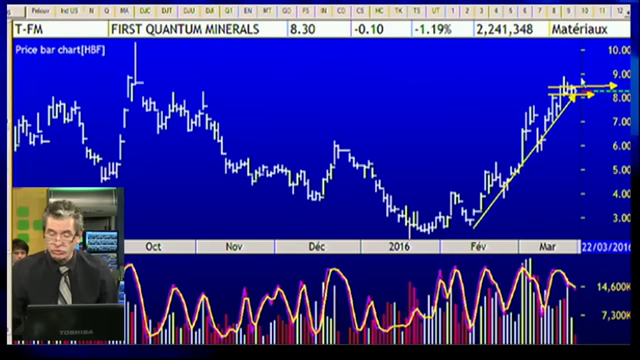 T-FM FIRST QUANTUM MINERALS 8.30 -0.10 -1.19% 2,241,348 Matériaux
Price bar chart[HBF]
10.00
9.00
8.00
7.00
6.00
5.00
4.00
3.00
Oct Nov Déc 2016 Fév Mar 22/03/2016
14,600K
7,300K
TOSHIBA